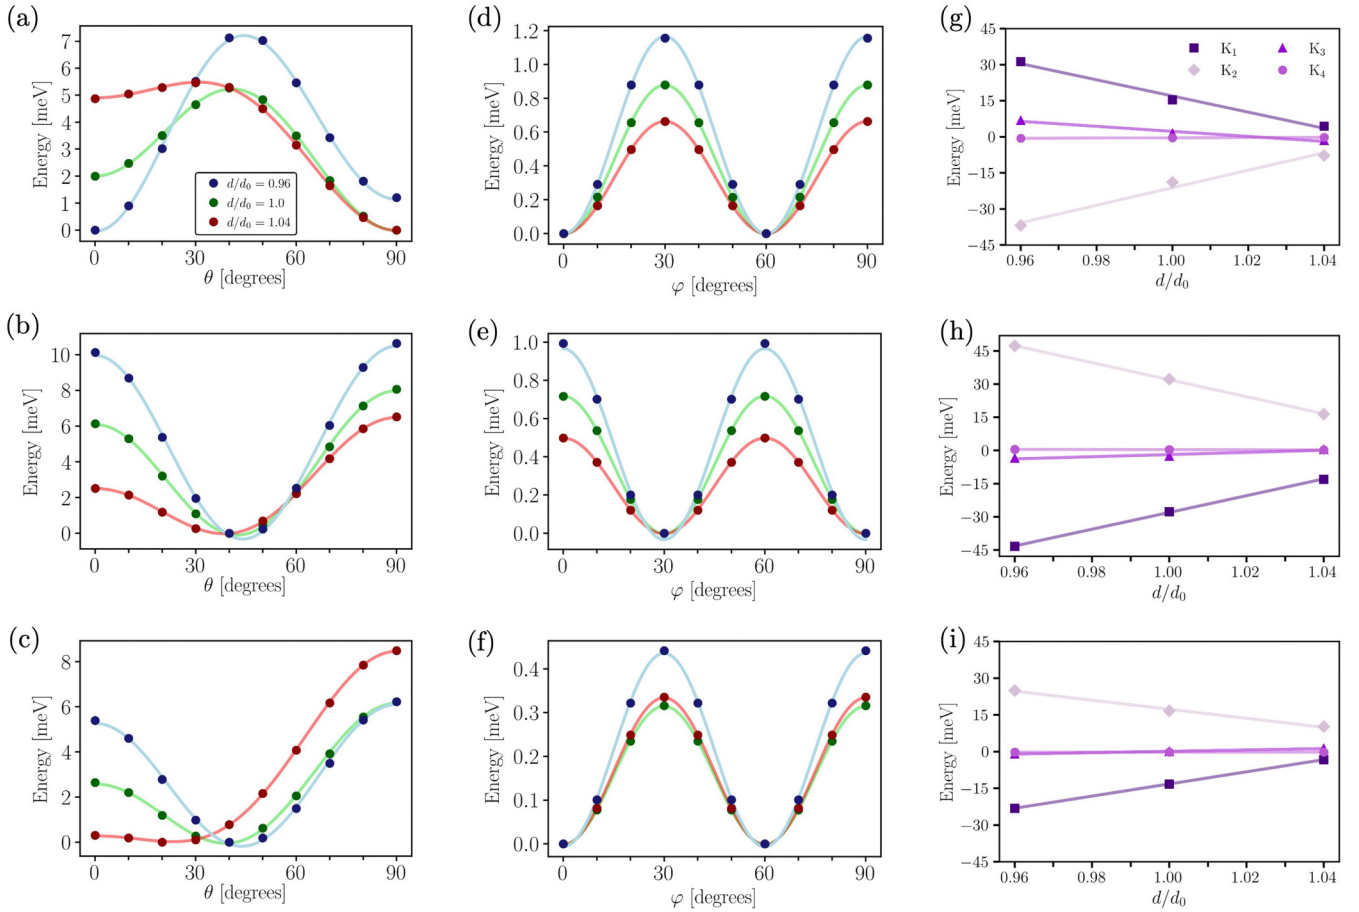 (a)
Energy [meV]
7
6
5
4
3
2
1
0
d/d₀ = 0.96
d/d₀ = 1.0
d/d₀ = 1.04
0 30 60 90
θ [degrees]
(d)
Energy [meV]
1.2
1.0
0.8
0.6
0.4
0.2
0.0
0 30 60 90
φ [degrees]
(g)
Energy [meV]
45
30
15
0
−15
−30
−45
K₁ K₃
K₂ K₄
0.96 0.98 1.00 1.02 1.04
d/d₀
(b)
Energy [meV]
10
8
6
4
2
0
0 30 60 90
θ [degrees]
(e)
Energy [meV]
1.0
0.8
0.6
0.4
0.2
0.0
0 30 60 90
φ [degrees]
(h)
Energy [meV]
45
30
15
0
−15
−30
−45
0.96 0.98 1.00 1.02 1.04
d/d₀
(c)
Energy [meV]
8
6
4
2
0
0 30 60 90
θ [degrees]
(f)
Energy [meV]
0.4
0.3
0.2
0.1
0.0
0 30 60 90
φ [degrees]
(i)
Energy [meV]
45
30
15
0
−15
−30
−45
0.96 0.98 1.00 1.02 1.04
d/d₀